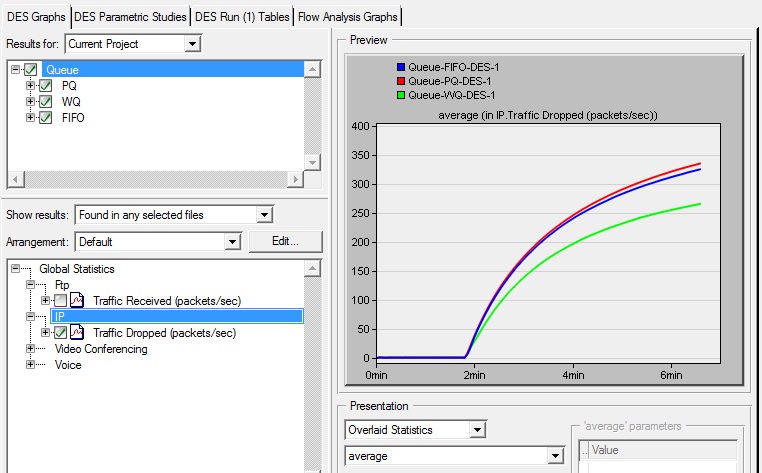 DES Graphs DES Parametric Studies DES Run (1) Tables Flow Analysis Graphs
Results for: Current Project
Queue
PQ
WQ
FIFO
Show results: Found in any selected files
Arrangement: Default Edit...
Global Statistics
Ftp
Traffic Received (packets/sec)
IP
Traffic Dropped (packets/sec)
Video Conferencing
Voice
Preview
Queue-FIFO-DES-1
Queue-PQ-DES-1
Queue-WQ-DES-1
average (in IP.Traffic Dropped (packets/sec))
400
350
300
250
200
150
100
50
0
0min 2min 4min 6min
Presentation
Overlaid Statistics
average
'average' parameters
.. Value